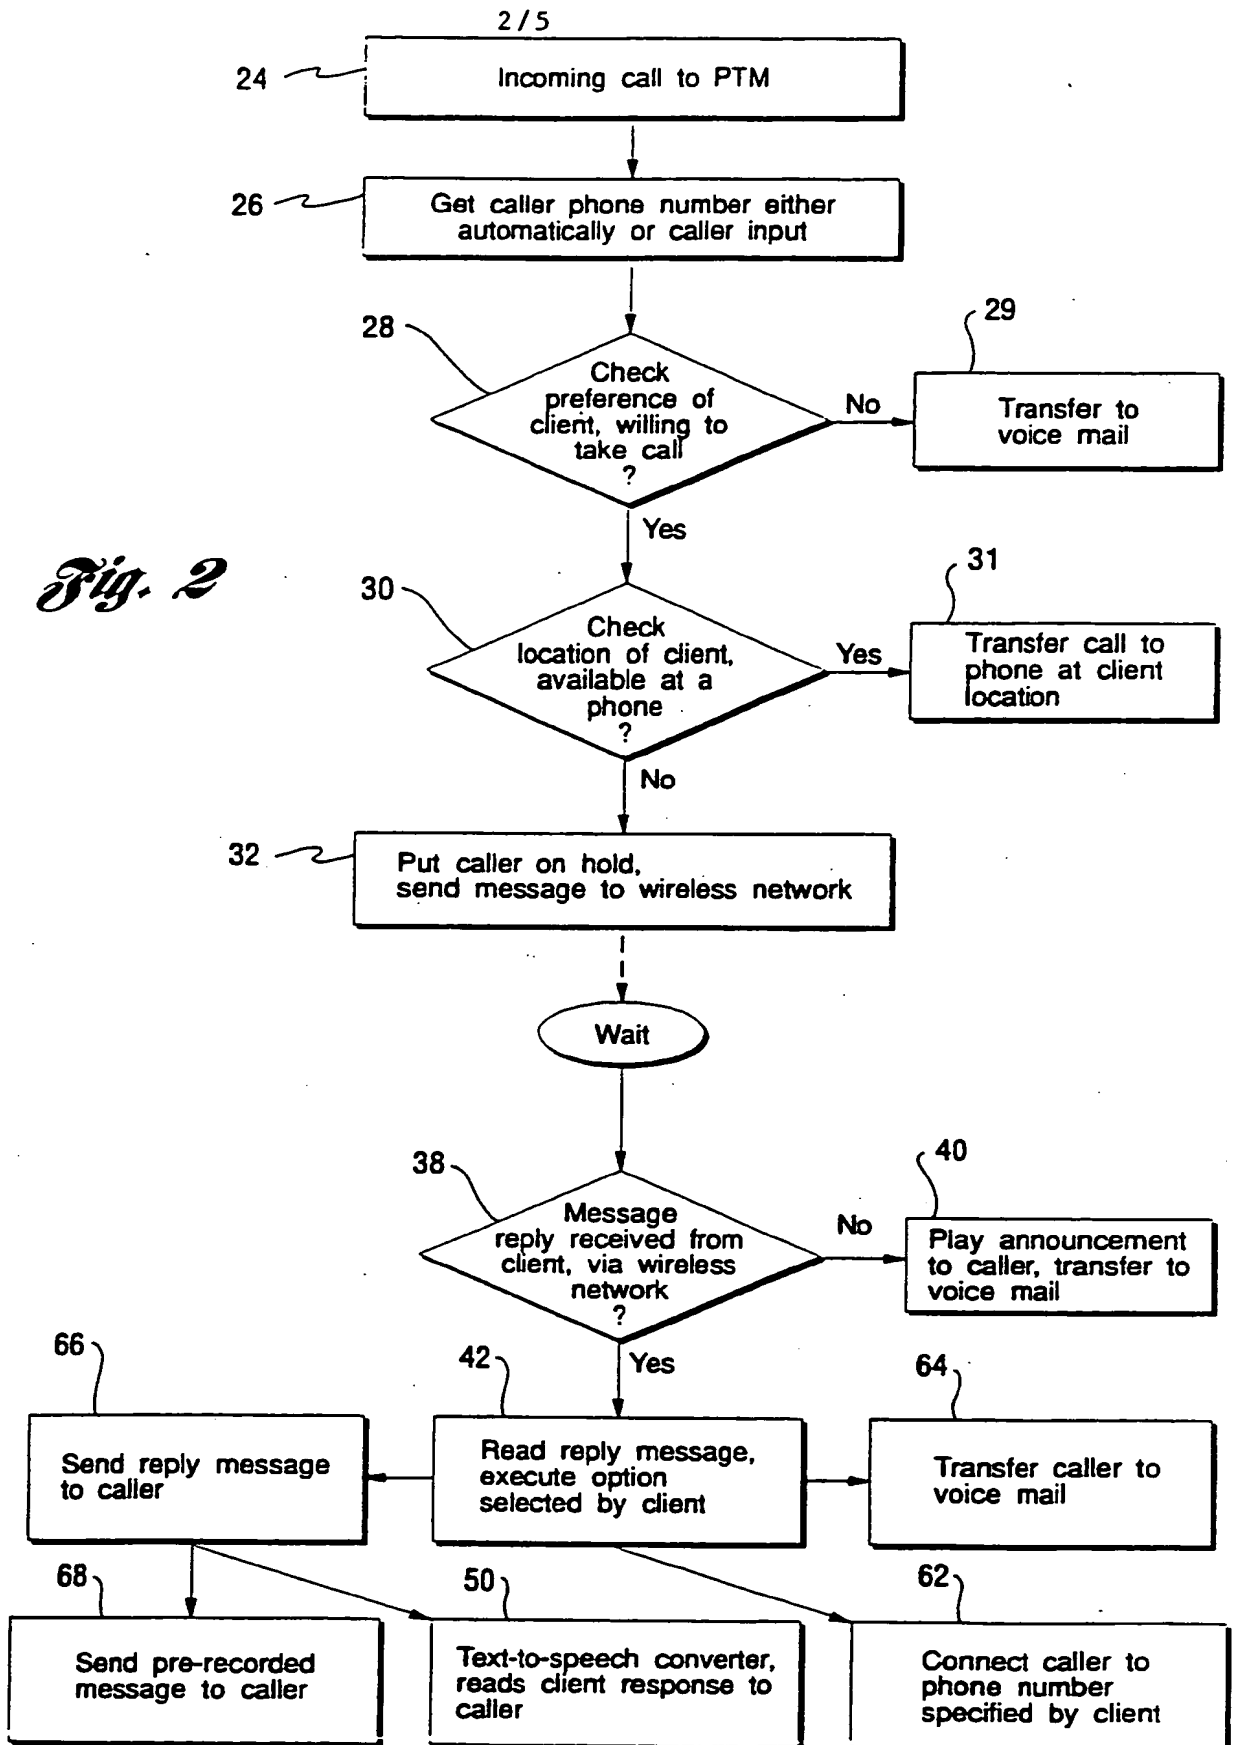 2/5
24
Incoming call to PTM
26
Get caller phone number either
automatically or caller input
28
Check
preference of
client, willing to
take call
?
No
29
Transfer to
voice mail
Yes
Fig. 2
30
Check
location of client,
available at a
phone
?
Yes
31
Transfer call to
phone at client
location
No
32
Put caller on hold,
send message to wireless network
Wait
38
Message
reply received from
client, via wireless
network
?
No
40
Play announcement
to caller, transfer to
voice mail
Yes
66
Send reply message
to caller
42
Read reply message,
execute option
selected by client
64
Transfer caller to
voice mail
68
Send pre-recorded
message to caller
50
Text-to-speech converter,
reads client response to
caller
62
Connect caller to
phone number
specified by client